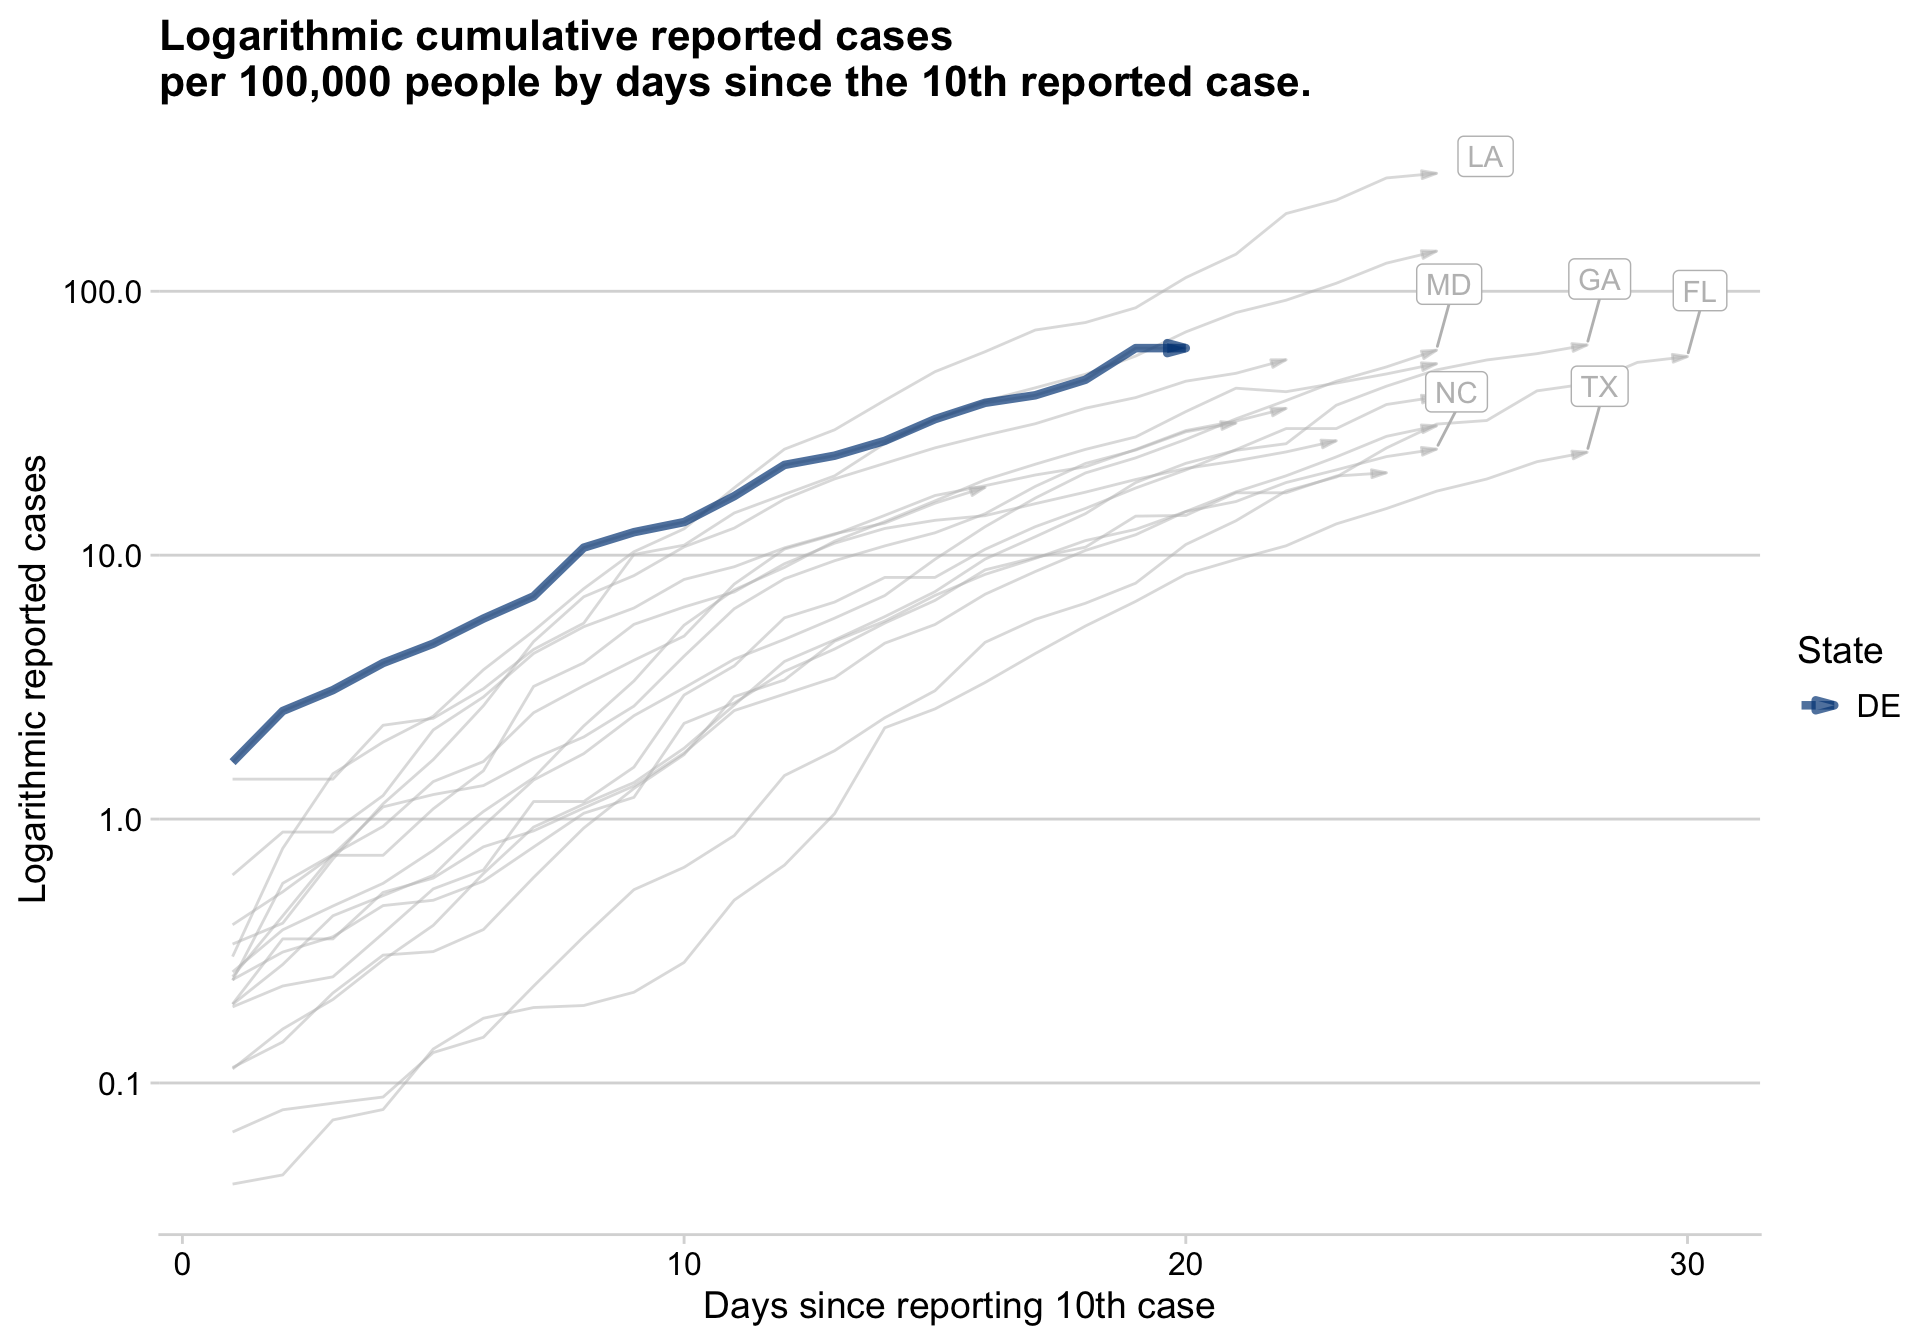 Logarithmic cumulative reported cases
per 100,000 people by days since the 10th reported case.
LA
MD
GA
FL
NC
TX
100.0
10.0
1.0
0.1
Logarithmic reported cases
0
10
20
30
Days since reporting 10th case
State
DE